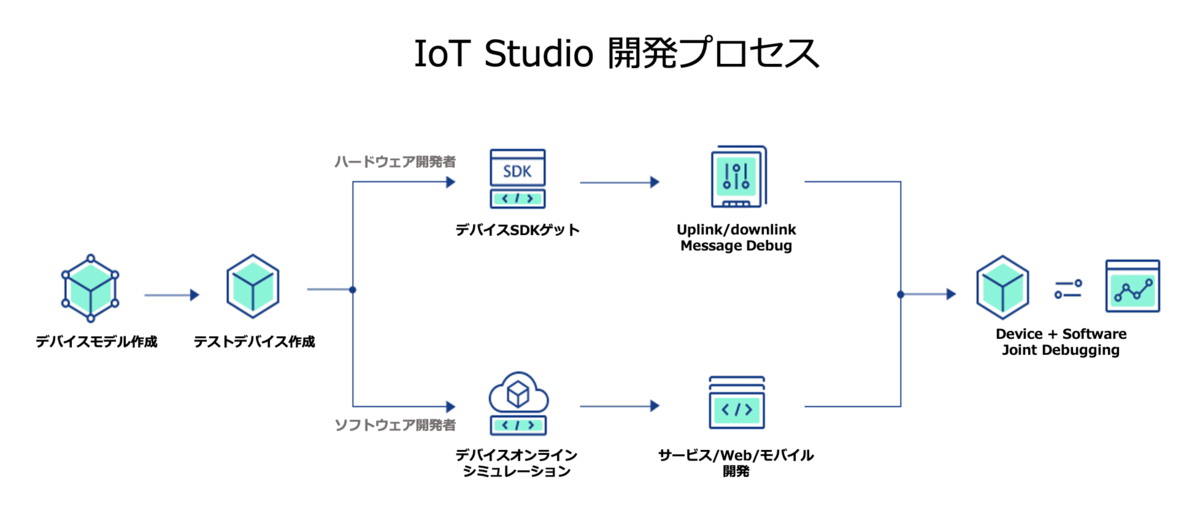 IoT Studio 開発プロセス
ハードウェア開発者
SDK
</>
デバイスSDKゲット
Uplink/downlink
Message Debug
デバイスモデル作成
テストデバイス作成
Device + Software
Joint Debugging
ソフトウェア開発者
</>
デバイスオンライン
シミュレーション
</>
サービス/Web/モバイル
開発